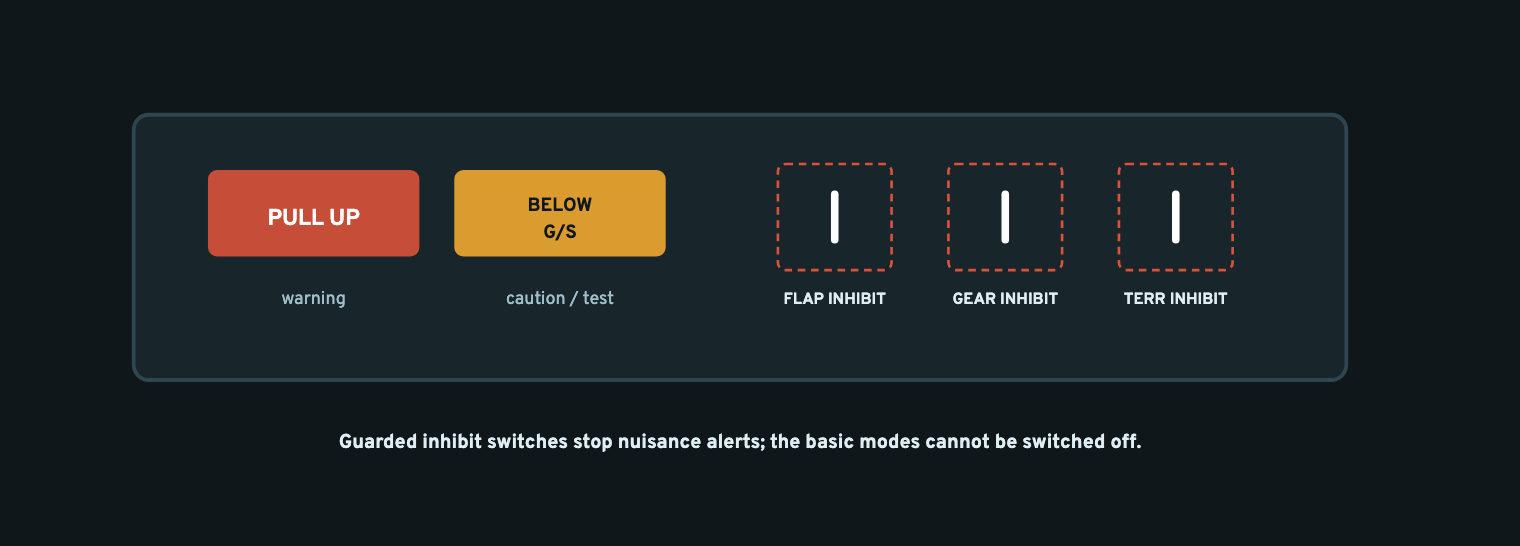 PULL UP
BELOW
G/S
warning
caution / test
FLAP INHIBIT
GEAR INHIBIT
TERR INHIBIT
Guarded inhibit switches stop nuisance alerts; the basic modes cannot be switched off.